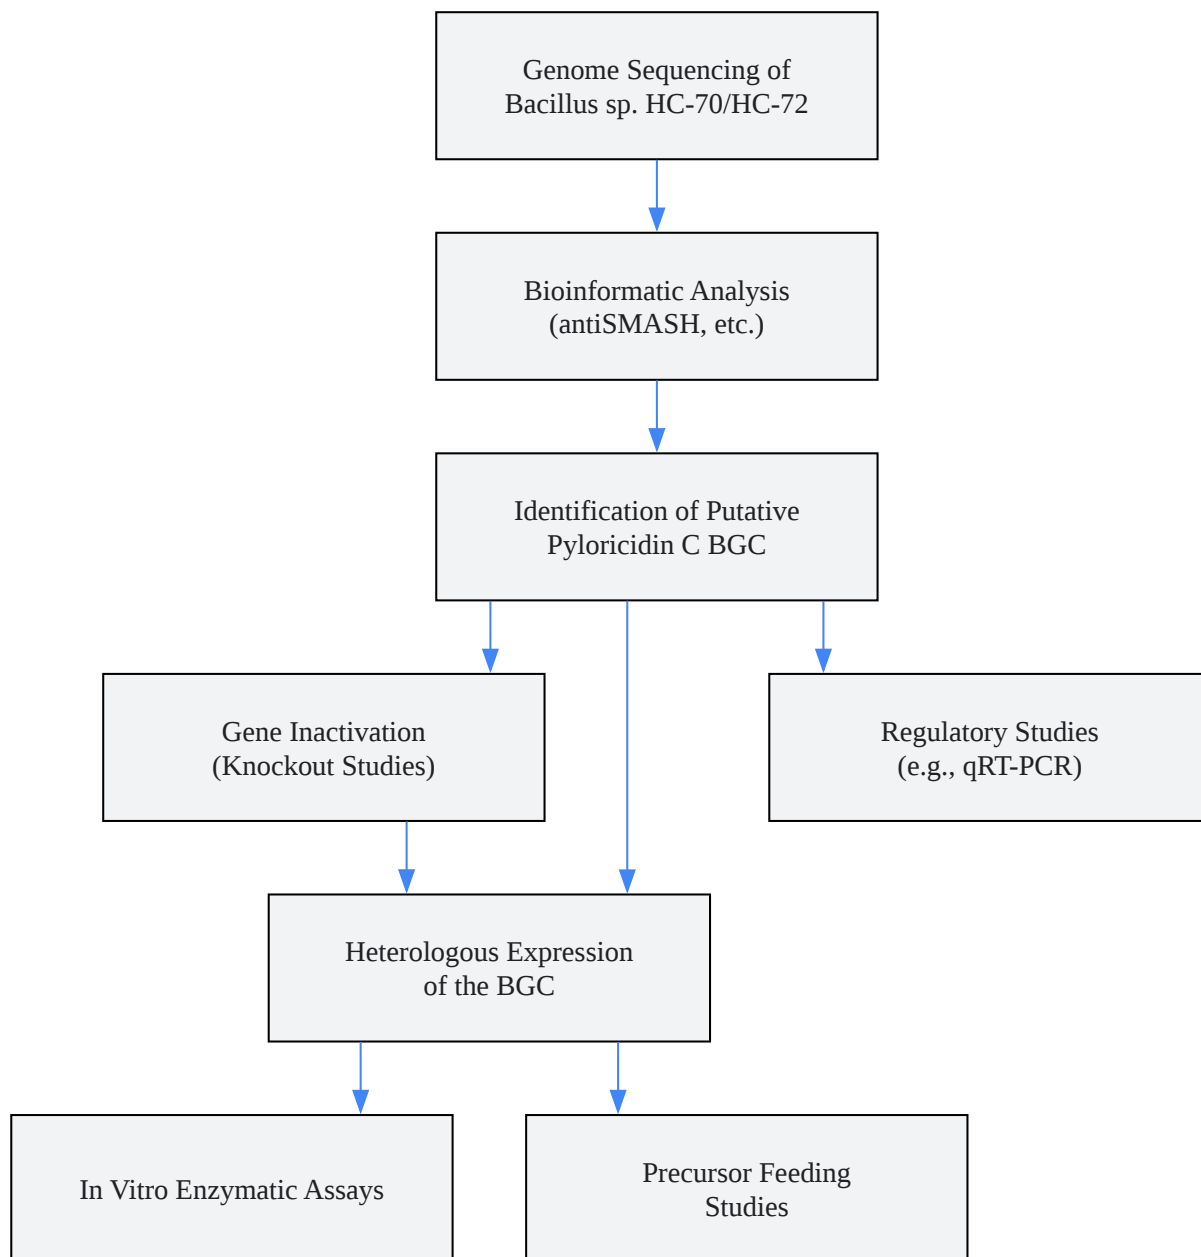 Genome Sequencing of
Bacillus sp. HC-70/HC-72
Bioinformatic Analysis
(antiSMASH, etc.)
Identification of Putative
Pyloricidin C BGC
Gene Inactivation
(Knockout Studies)
Regulatory Studies
(e.g., qRT-PCR)
Heterologous Expression
of the BGC
In Vitro Enzymatic Assays
Precursor Feeding
Studies